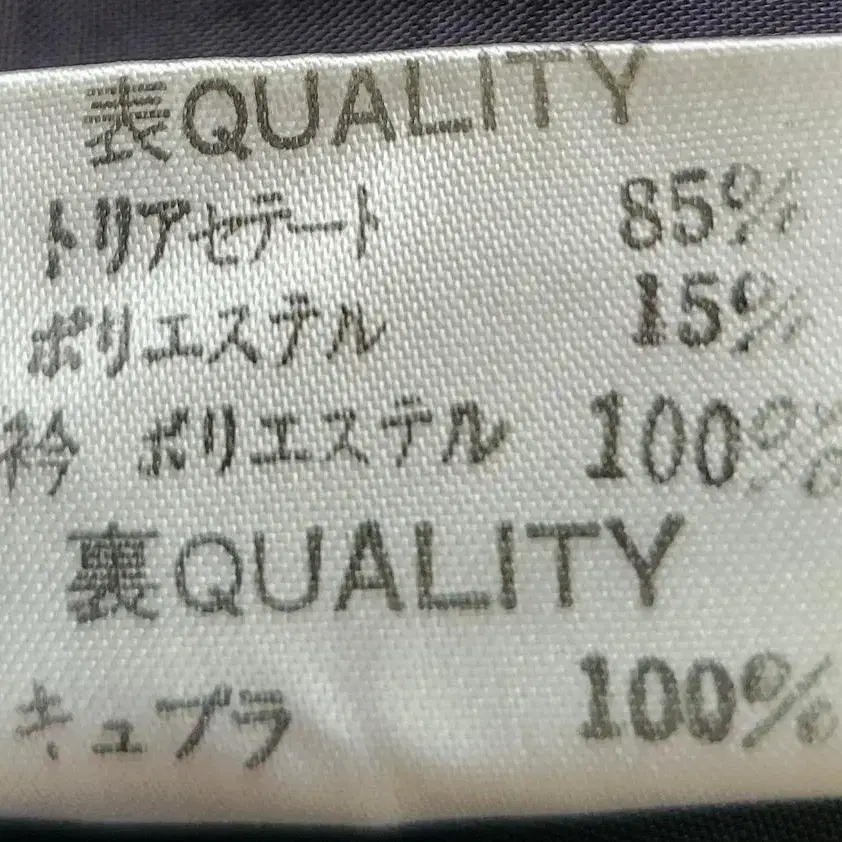 表QUALITY
トリアセテート 85%
ポリエステル 15%
衿 ポリエステル 100%
裏QUALITY
キュプラ 100%